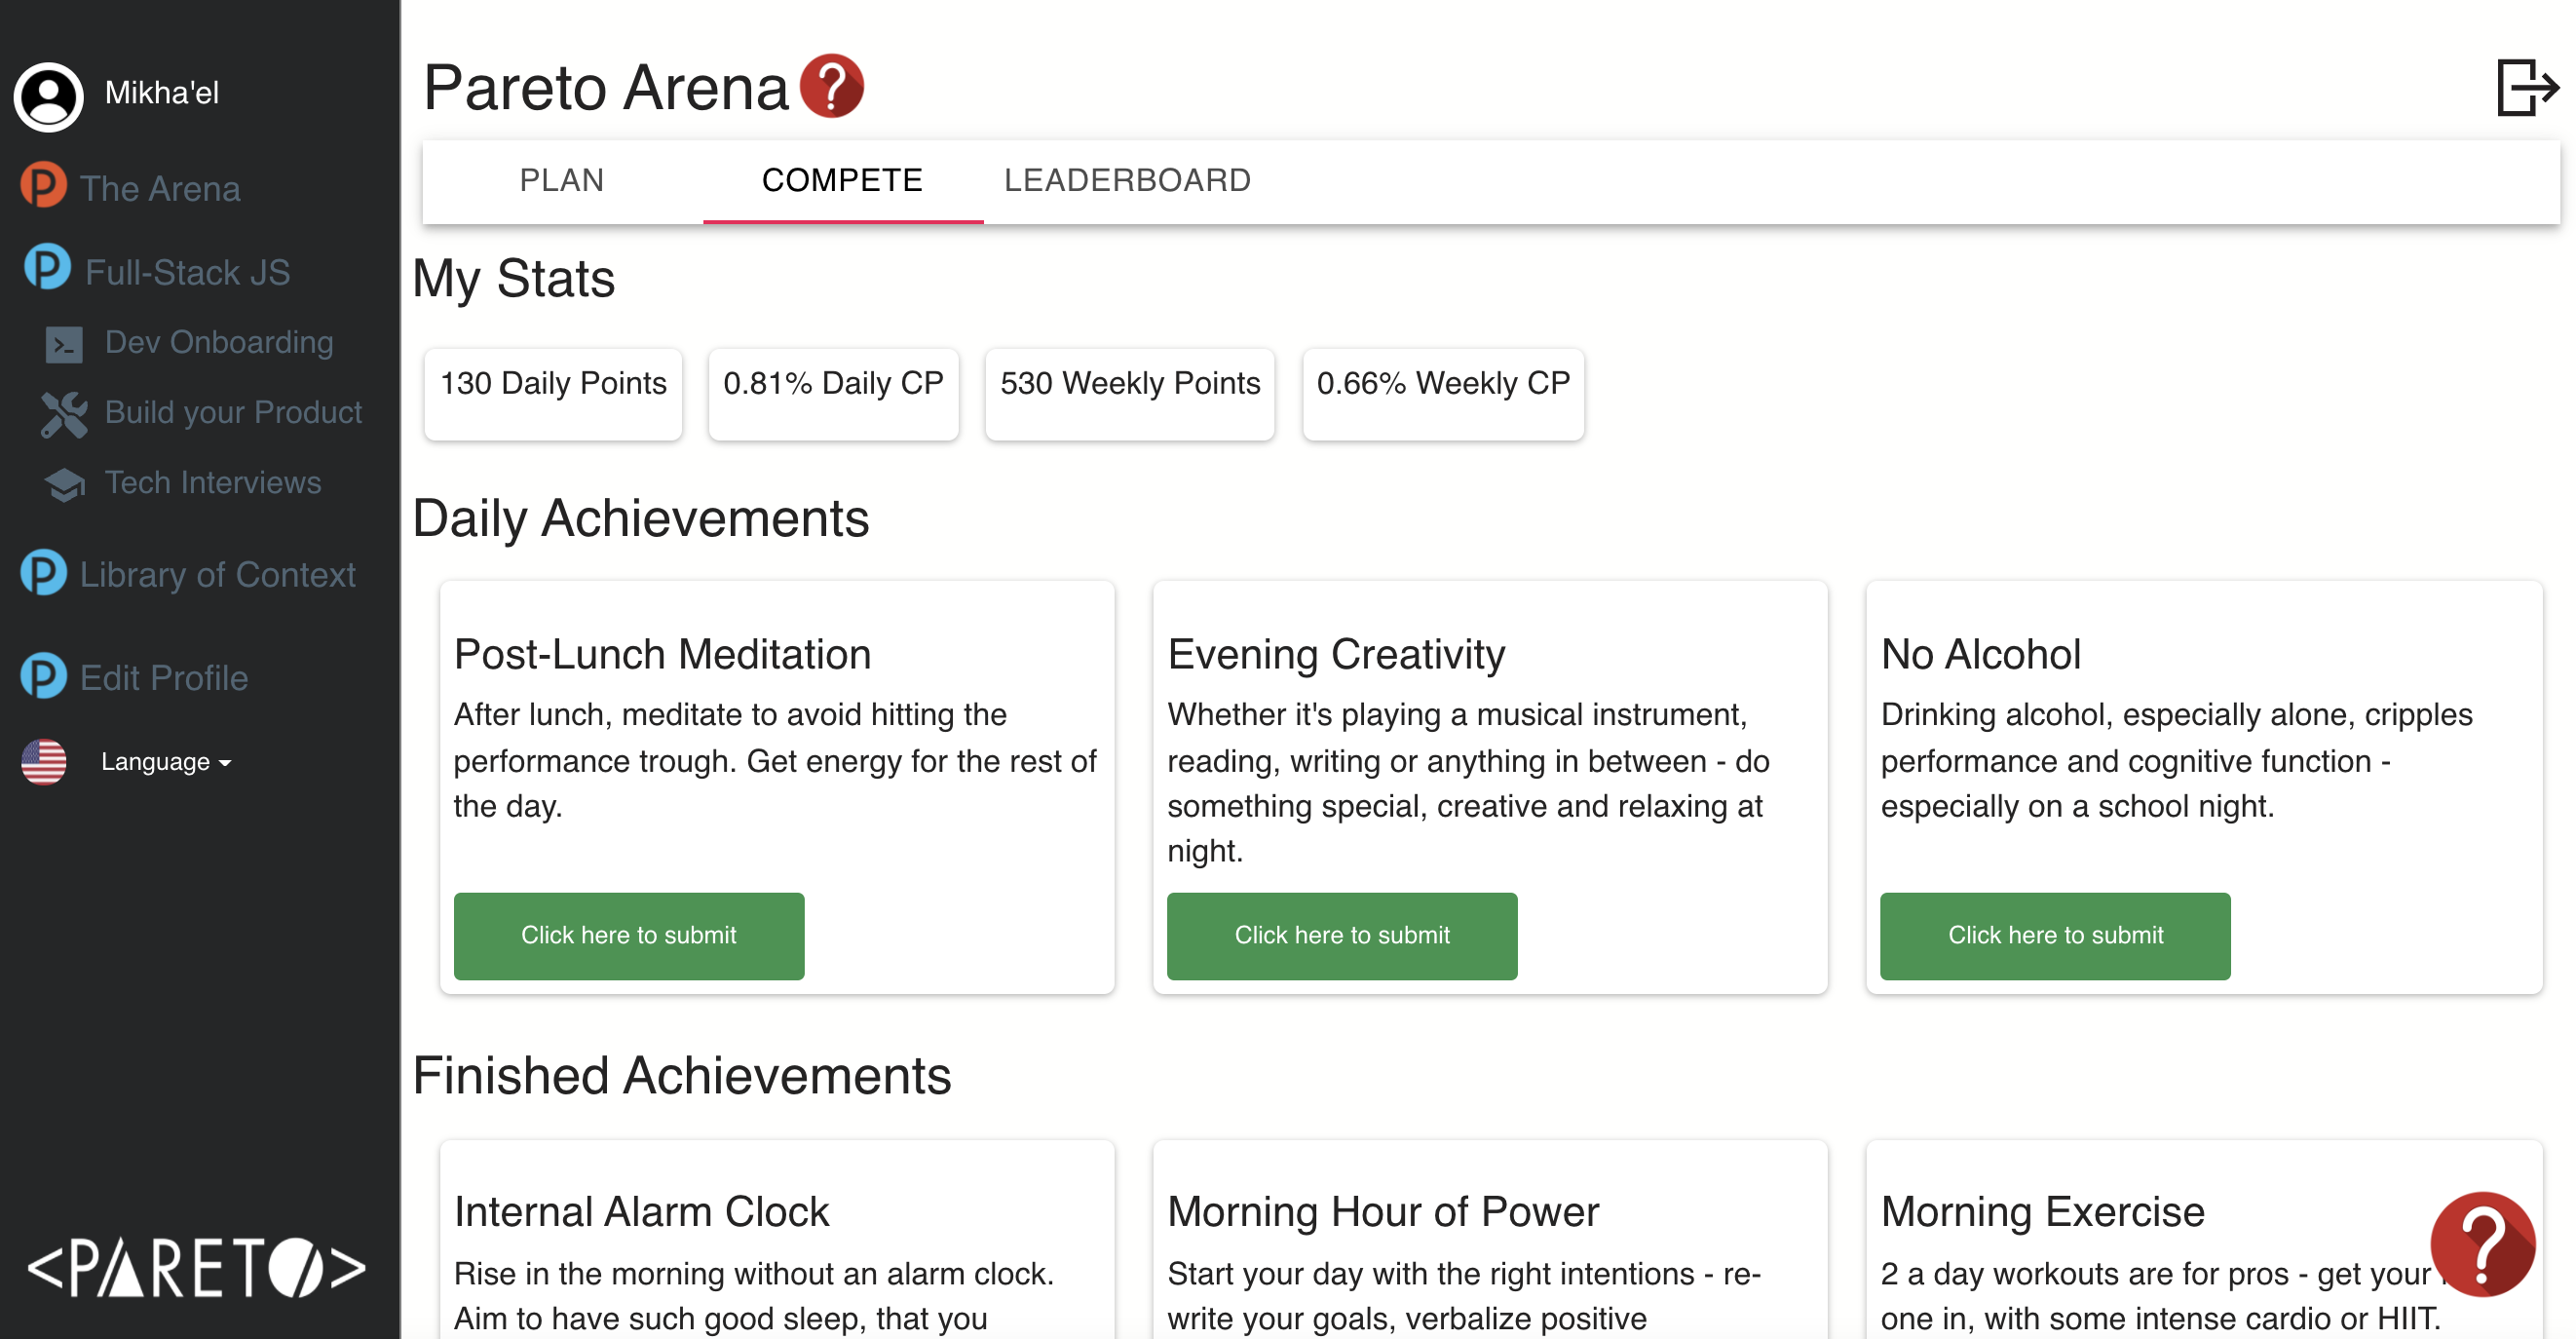 Mikha'el
The Arena
Full-Stack JS
Dev Onboarding
Build your Product
Tech Interviews
Library of Context
Edit Profile
Language
<PARETO>
Pareto Arena
PLAN
COMPETE
LEADERBOARD
My Stats
130 Daily Points
0.81% Daily CP
530 Weekly Points
0.66% Weekly CP
Daily Achievements
Post-Lunch Meditation
After lunch, meditate to avoid hitting the
performance trough. Get energy for the rest of
the day.
Click here to submit
Evening Creativity
Whether it's playing a musical instrument,
reading, writing or anything in between - do
something special, creative and relaxing at
night.
Click here to submit
No Alcohol
Drinking alcohol, especially alone, cripples
performance and cognitive function -
especially on a school night.
Click here to submit
Finished Achievements
Internal Alarm Clock
Rise in the morning without an alarm clock.
Aim to have such good sleep, that you
Morning Hour of Power
Start your day with the right intentions - re-
write your goals, verbalize positive
Morning Exercise
2 a day workouts are for pros - get your
one in, with some intense cardio or HIIT.